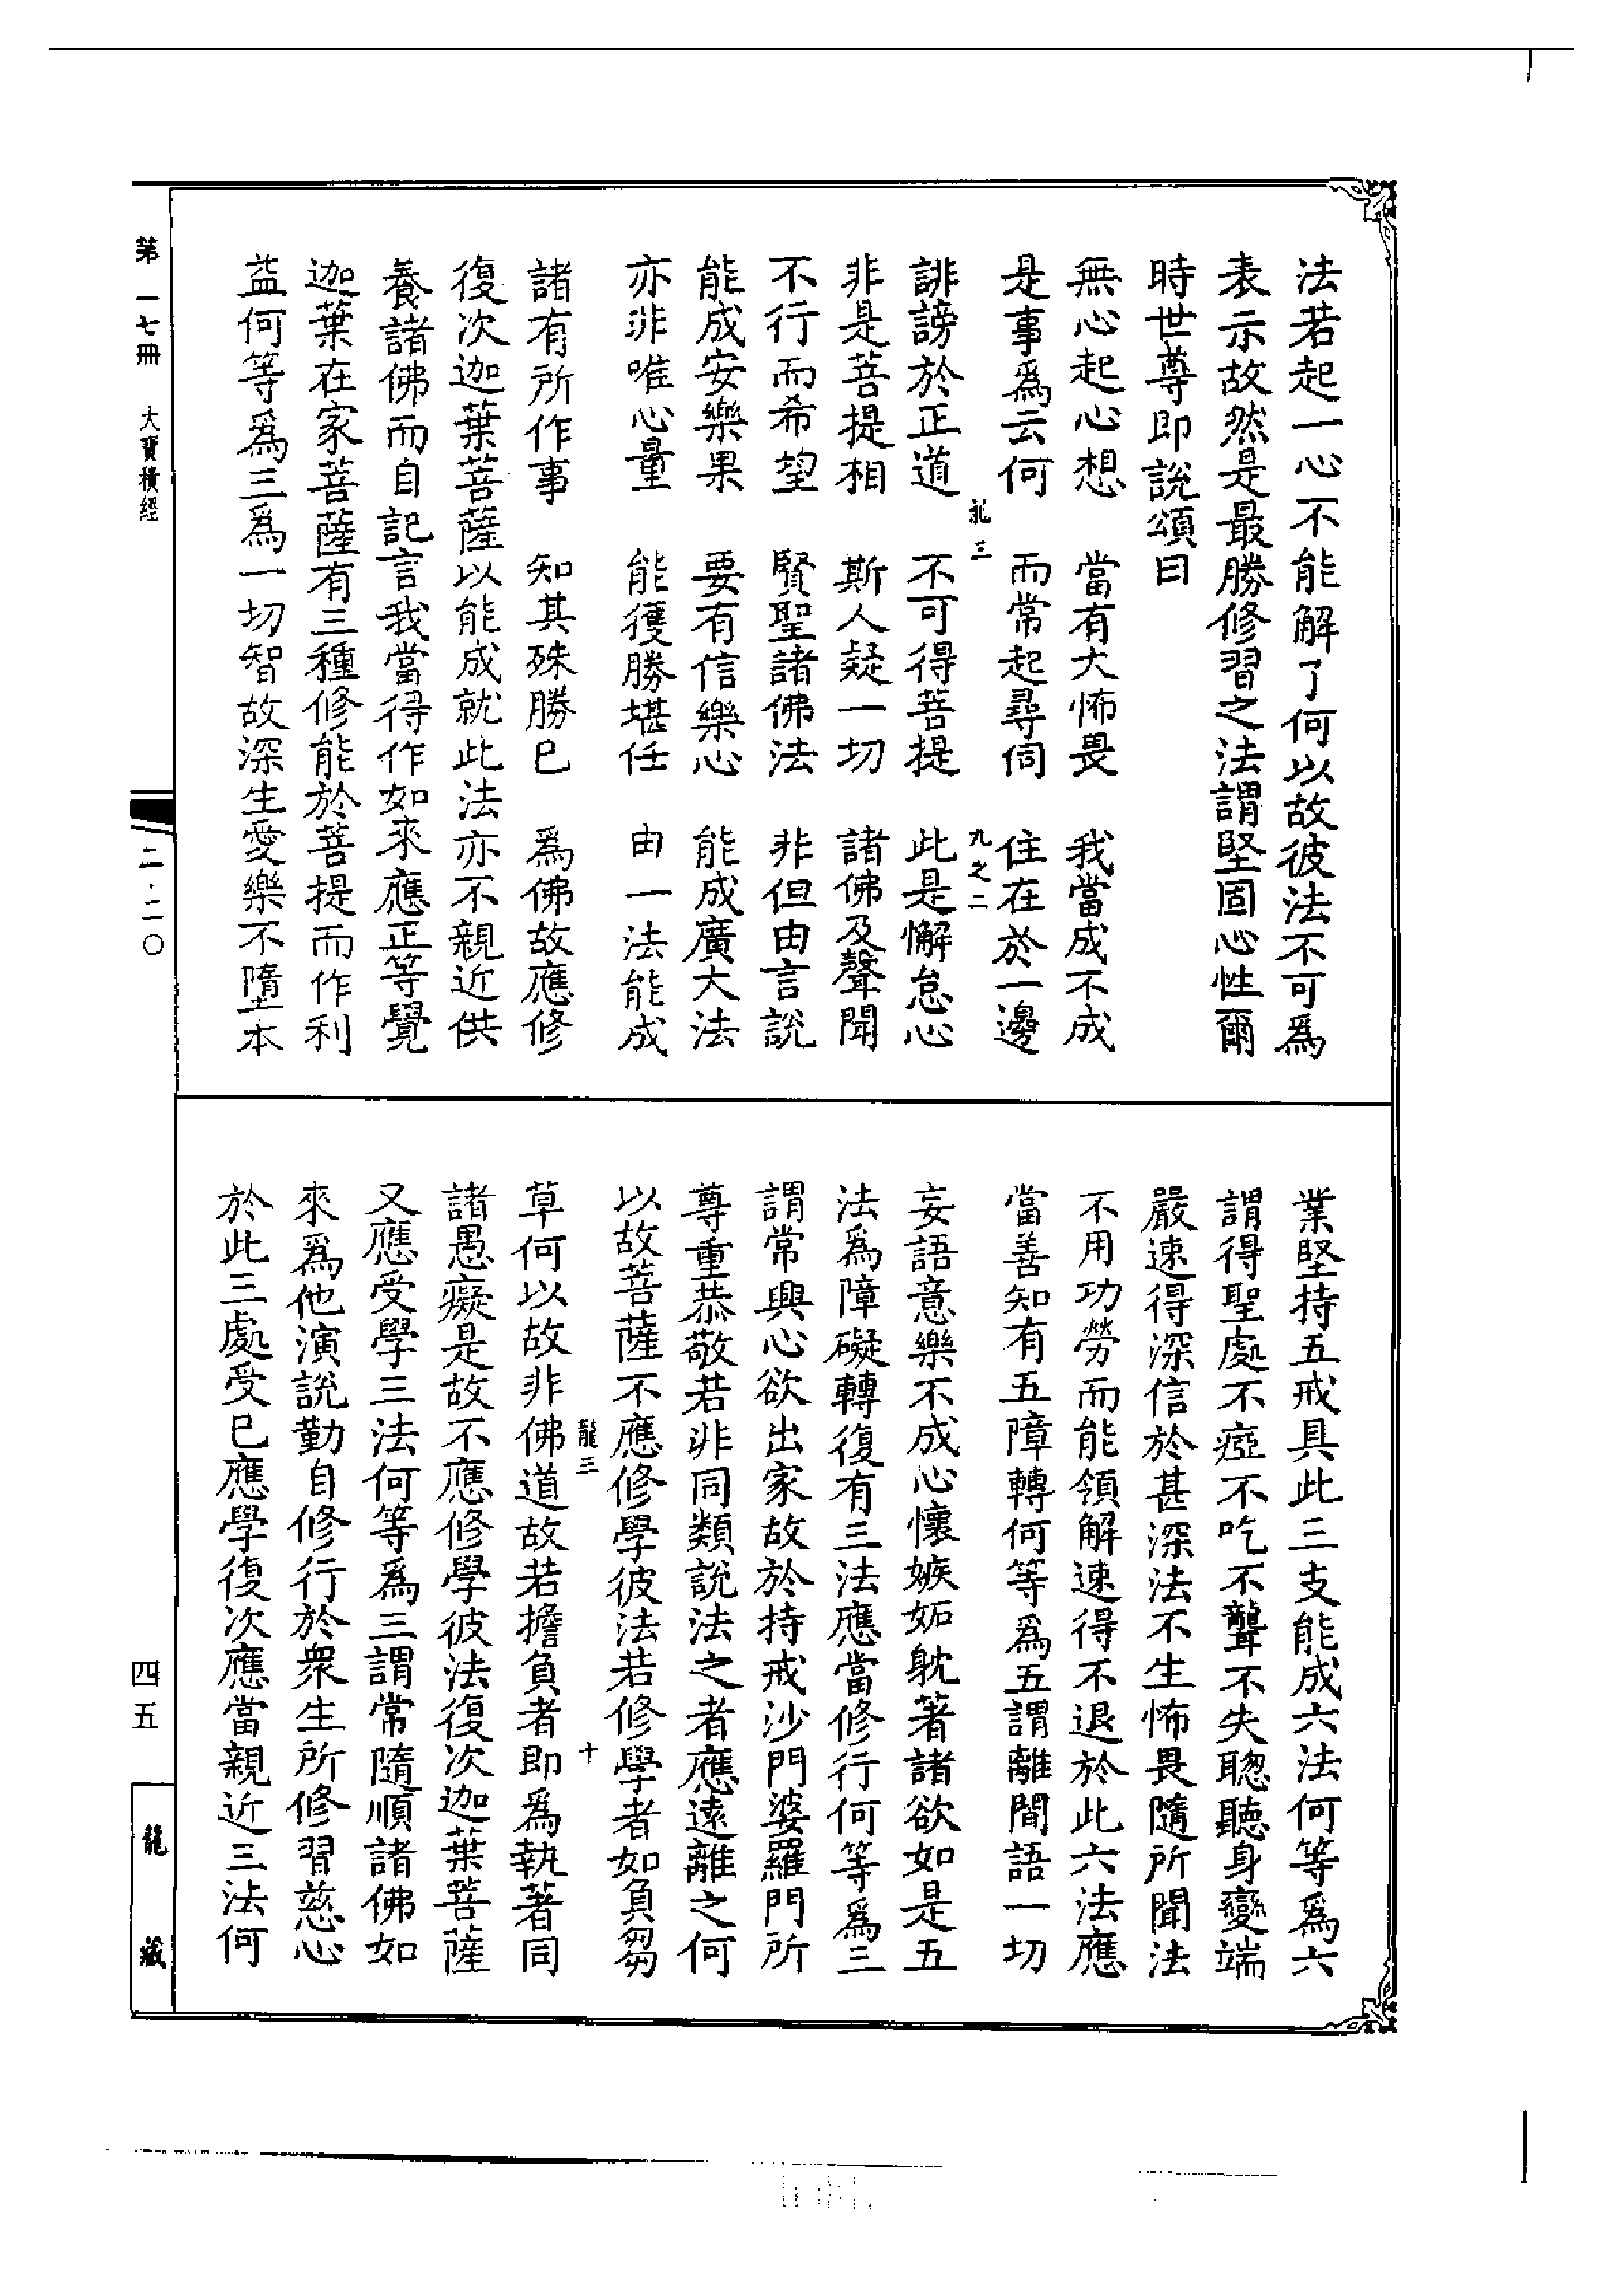 法若起一心不能解了何以故彼法不可爲
表示故然是最勝修習之法謂堅固心性爾
時世尊即說頌曰
無心起心想　當有大怖畏　我當成不成
是事爲云何　而常起尋伺　住在於一邊
龍三　九之二
誹謗於正道　不可得菩提　此是懈怠心
非是菩提相　斯人疑一切　諸佛及聲聞
不行而希望　賢聖諸佛法　非但由言說
能成安樂果　要有信樂心　能成廣大法
亦非唯心量　能獲勝堪任　由一法能成
諸有所作事　知其殊勝已　爲佛故應修
復次迦葉菩薩以能成就此法亦不親近供
養諸佛而自記言我當得作如來應正等覺
迦葉在家菩薩有三種修能於菩提而作利
益何等爲三爲一切智故深生愛樂不墮本
業堅持五戒具此三支能成六法何等爲六
謂得聖處不瘂不吃不聾不失聰聽身變端
嚴速得深信於甚深法不生怖畏隨所聞法
不用功勞而能領解速得不退於此六法應
當善知有五障轉何等爲五謂離間語一切
妄語意樂不成心懷嫉妬躭著諸欲如是五
法爲障礙轉復有三法應當修行何等爲三
謂常興心欲出家故於持戒沙門婆羅門所
尊重恭敬若非同類說法之者應遠離之何
以故菩薩不應修學彼法若修學者如負芻
龍三　十
草何以故非佛道故若擔負者即爲執著同
諸愚癡是故不應修學彼法復次迦葉菩薩
又應受學三法何等爲三謂常隨順諸佛如
來爲他演說勤自修行於衆生所修習慈心
於此三處受已應學復次應當親近三法何
第一七冊　大寶積經
二·二〇
四五
龍藏